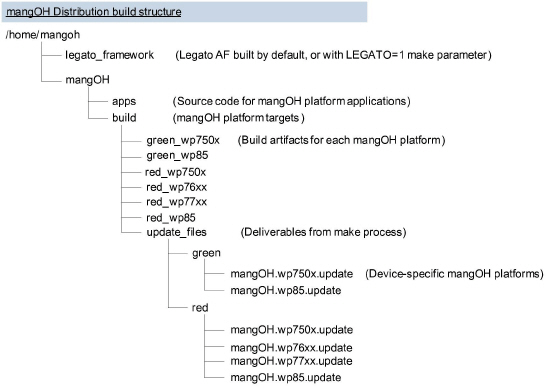 mangOH Distribution build structure
/home/mangoh
legato_framework (Legato AF built by default, or with LEGATO=1 make parameter)
mangOH
apps (Source code for mangOH platform applications)
build (mangOH platform targets)
green_wp750x (Build artifacts for each mangOH platform)
green_wp85
red_wp750x
red_wp76xx
red_wp77xx
red_wp85
update_files (Deliverables from make process)
green
mangOH.wp750x.update (Device-specific mangOH platforms)
mangOH.wp85.update
red
mangOH.wp750x.update
mangOH.wp76xx.update
mangOH.wp77xx.update
mangOH.wp85.update